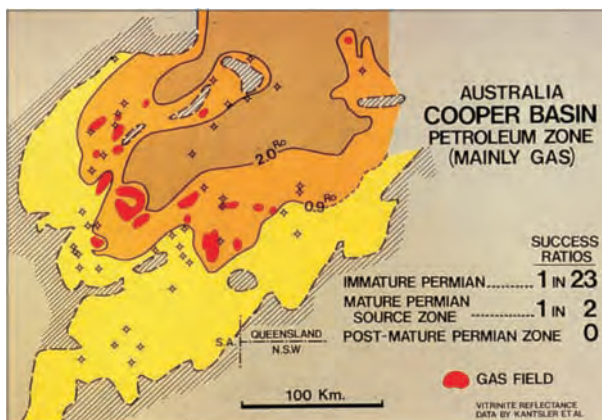 AUSTRALIA
COOPER BASIN
PETROLEUM ZONE
(MAINLY GAS)
2.0 Ro
0.9 Ro
SUCCESS
RATIOS
IMMATURE PERMIAN......1 IN 23
MATURE PERMIAN
SOURCE ZONE ......1 IN 2
POST-MATURE PERMIAN ZONE 0
S.A. QUEENSLAND
N.S.W
100 Km.
GAS FIELD
VITRINITE REFLECTANCE
DATA BY KANTSLER ET AL